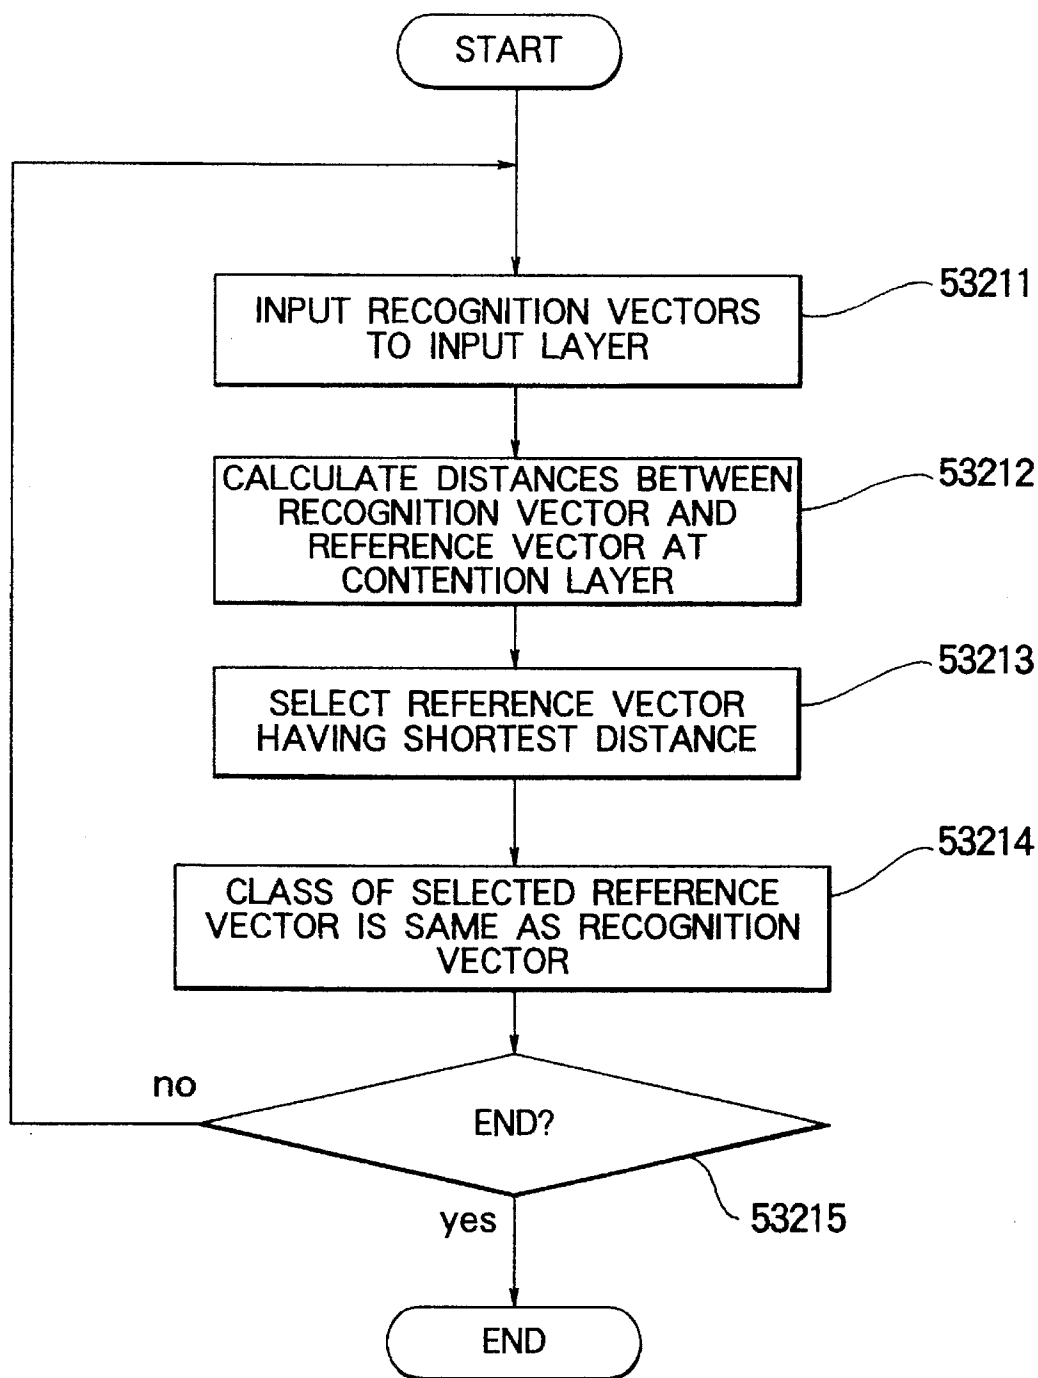 START
INPUT RECOGNITION VECTORS
TO INPUT LAYER
53211
CALCULATE DISTANCES BETWEEN
RECOGNITION VECTOR AND
REFERENCE VECTOR AT
CONTENTION LAYER
53212
SELECT REFERENCE VECTOR
HAVING SHORTEST DISTANCE
53213
CLASS OF SELECTED REFERENCE
VECTOR IS SAME AS RECOGNITION
VECTOR
53214
no
END?
53215
yes
END